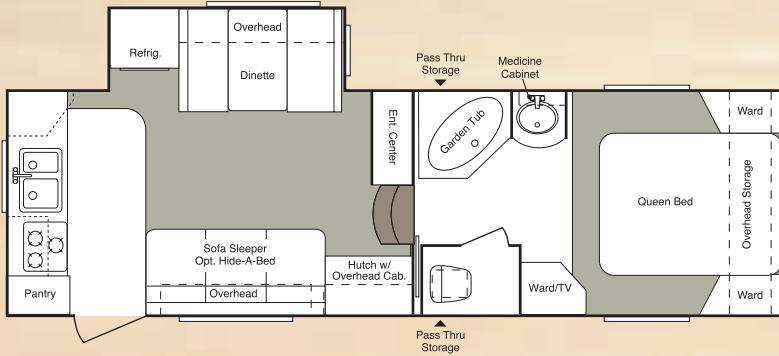 Overhead
Refrig.
Dinette
Pass Thru
Storage
Medicine
Cabinet
Ent. Center
Garden Tub
Ward
Queen Bed
Overhead Storage
Sofa Sleeper
Opt. Hide-A-Bed
Hutch w/
Overhead Cab.
Pantry
Overhead
Ward/TV
Ward
Pass Thru
Storage